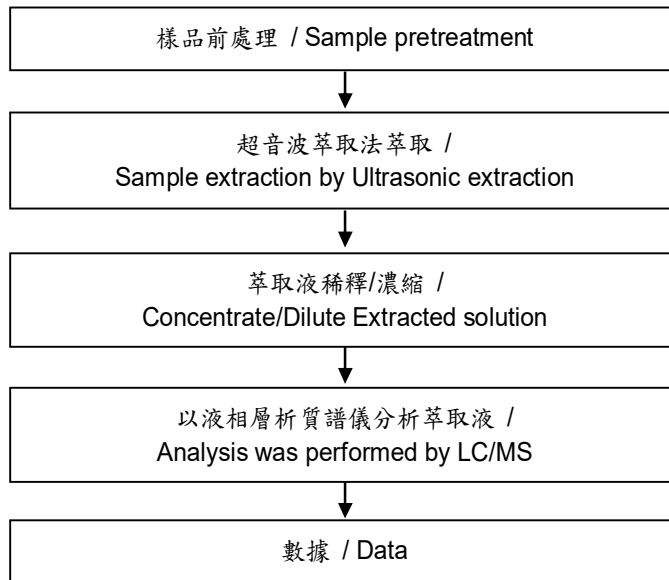 樣品前處理 / Sample pretreatment
超音波萃取法萃取 /
Sample extraction by Ultrasonic extraction
萃取液稀釋/濃縮 /
Concentrate/Dilute Extracted solution
以液相層析質譜儀分析萃取液 /
Analysis was performed by LC/MS
數據 / Data